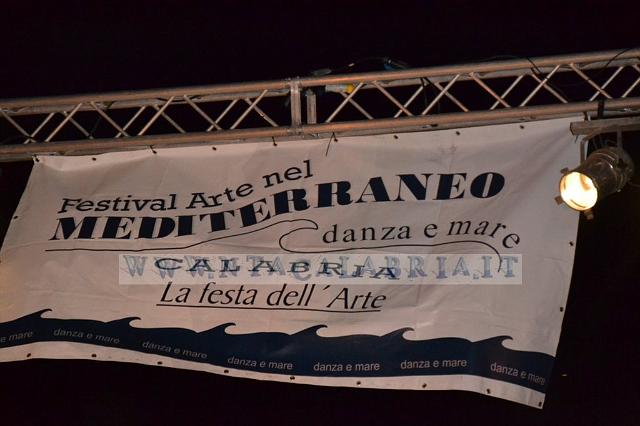 Festival Arte nel
MEDITERRANEO
danza e mare
CALABRIA
La festa dell´Arte
danza e mare danza e mare danza e mare danza e mare danza e mare danza e mare